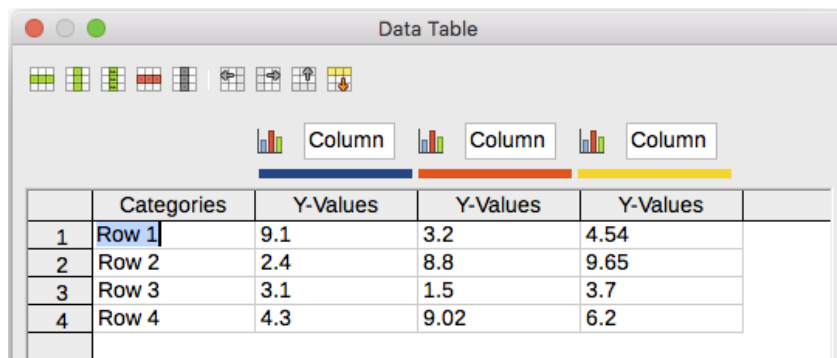 Data Table
Column Column Column
Categories Y-Values Y-Values Y-Values
1 Row 1 9.1 3.2 4.54
2 Row 2 2.4 8.8 9.65
3 Row 3 3.1 1.5 3.7
4 Row 4 4.3 9.02 6.2